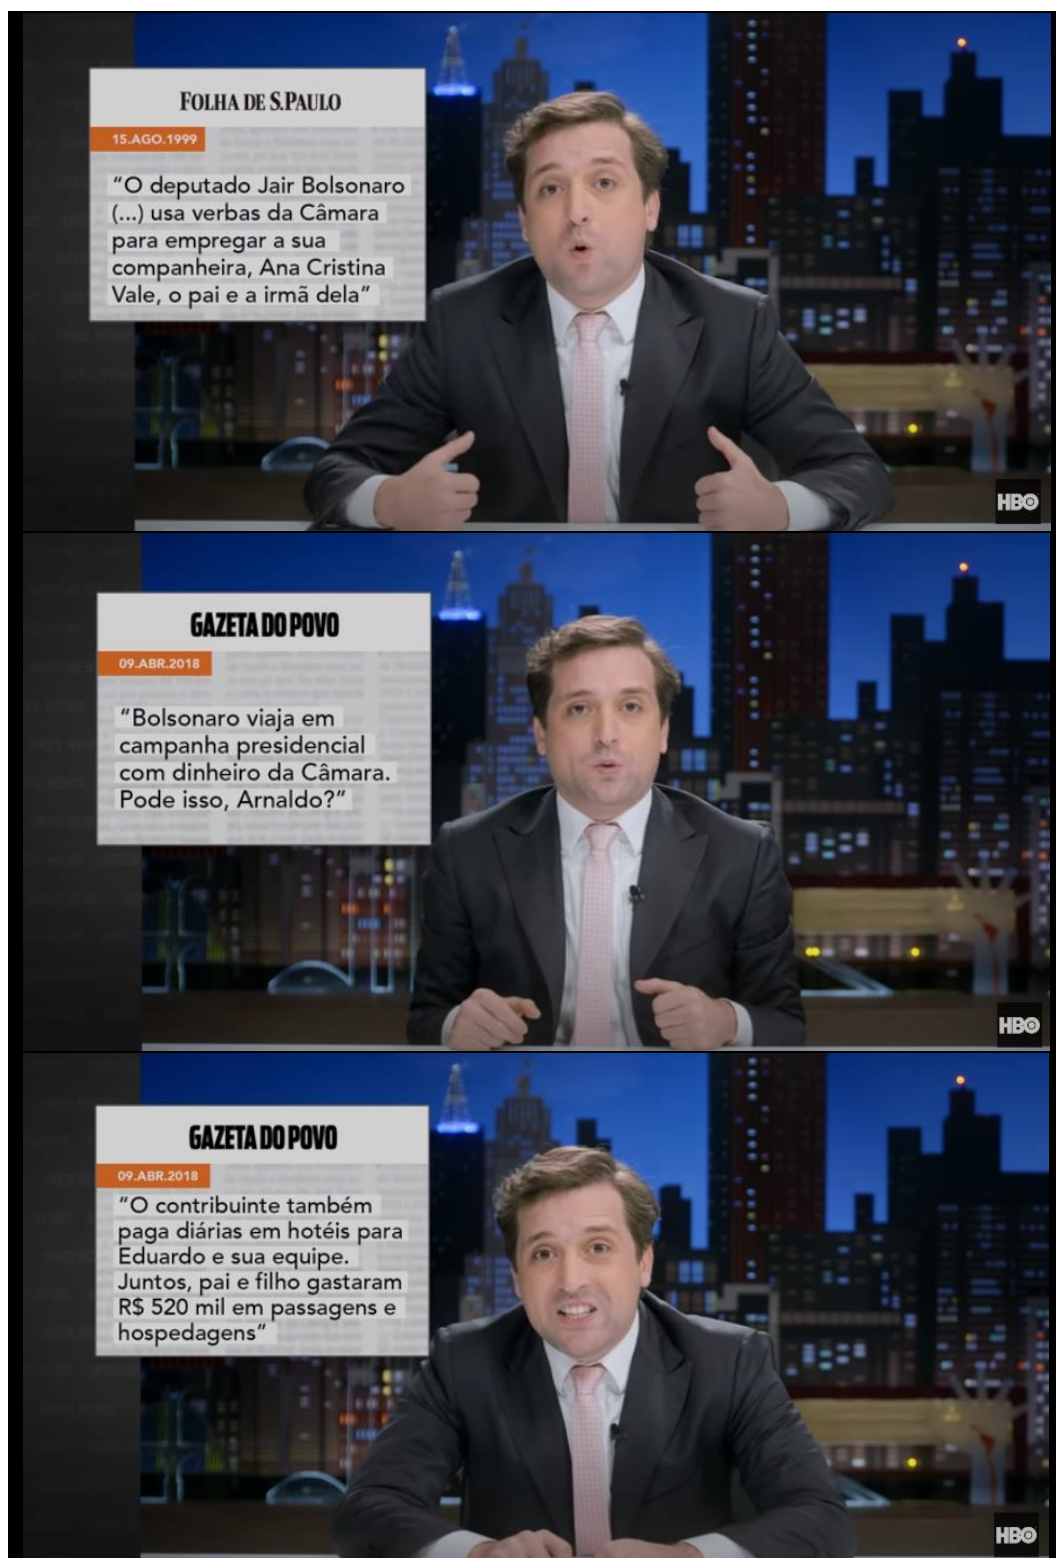 FOLHA DE S.PAULO
15.AGO.1999
“O deputado Jair Bolsonaro
(...) usa verbas da Câmara
para empregar a sua
companheira, Ana Cristina
Vale, o pai e a irmã dela”
HBO
GAZETA DO POVO
09.ABR.2018
“Bolsonaro viaja em
campanha presidencial
com dinheiro da Câmara.
Pode isso, Arnaldo?”
HBO
GAZETA DO POVO
09.ABR.2018
“O contribuinte também
paga diárias em hotéis para
Eduardo e sua equipe.
Juntos, pai e filho gastaram
R$ 520 mil em passagens e
hospedagens”
HBO